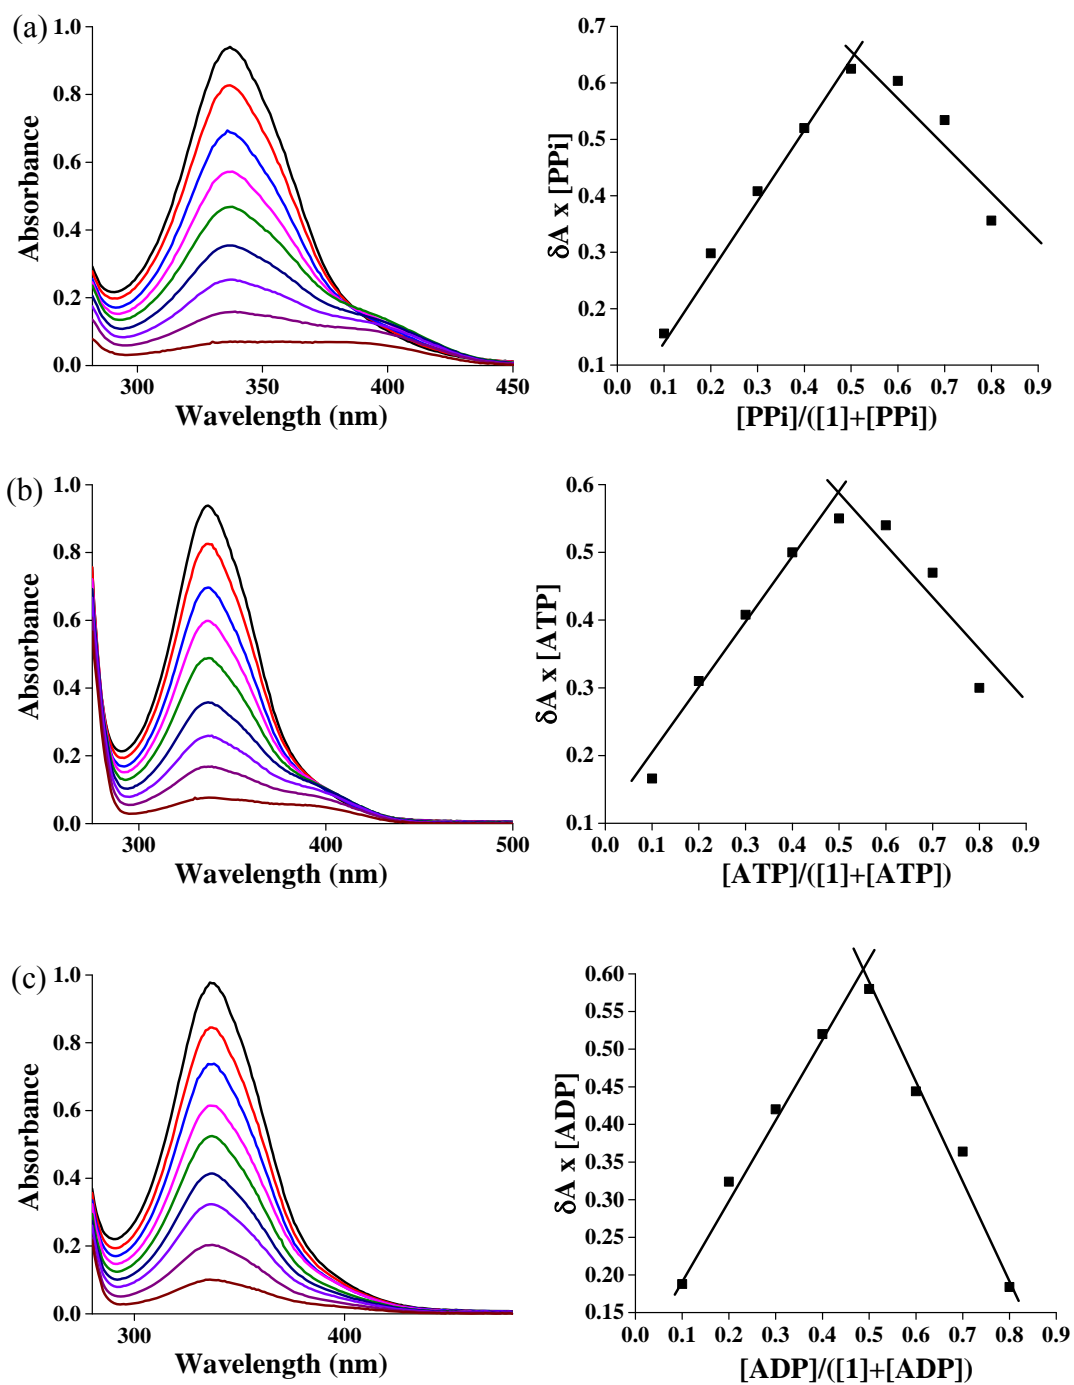 (a)
1.0
0.8
0.6
0.4
0.2
0.0
Absorbance
300 350 400 450
Wavelength (nm)
0.7
0.6
0.5
0.4
0.3
0.2
0.1
δA x [PPi]
0.0 0.1 0.2 0.3 0.4 0.5 0.6 0.7 0.8 0.9
[PPi]/([1]+[PPi])
(b)
1.0
0.8
0.6
0.4
0.2
0.0
Absorbance
300 400 500
Wavelength (nm)
0.6
0.5
0.4
0.3
0.2
0.1
δA x [ATP]
0.0 0.1 0.2 0.3 0.4 0.5 0.6 0.7 0.8 0.9
[ATP]/([1]+[ATP])
(c)
1.0
0.8
0.6
0.4
0.2
0.0
Absorbance
300 400
Wavelength (nm)
0.60
0.55
0.50
0.45
0.40
0.35
0.30
0.25
0.20
0.15
δA x [ADP]
0.0 0.1 0.2 0.3 0.4 0.5 0.6 0.7 0.8 0.9
[ADP]/([1]+[ADP])